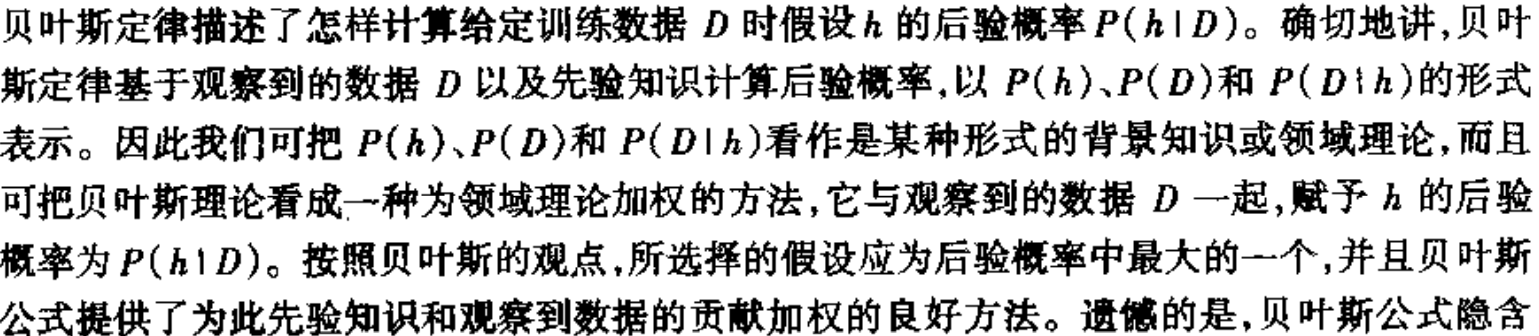 贝叶斯定律描述了怎样计算给定训练数据 D 时假设 h 的后验概率 P(h|D)。确切地讲,贝叶
斯定律基于观察到的数据 D 以及先验知识计算后验概率,以 P(h)、P(D)和 P(D|h)的形式
表示。因此我们可把 P(h)、P(D)和 P(D|h)看作是某种形式的背景知识或领域理论,而且
可把贝叶斯理论看成一种为领域理论加权的方法,它与观察到的数据 D 一起,赋予 h 的后验
概率为 P(h|D)。按照贝叶斯的观点,所选择的假设应为后验概率中最大的一个,并且贝叶斯
公式提供了为此先验知识和观察到数据的贡献加权的良好方法。遗憾的是,贝叶斯公式隐含